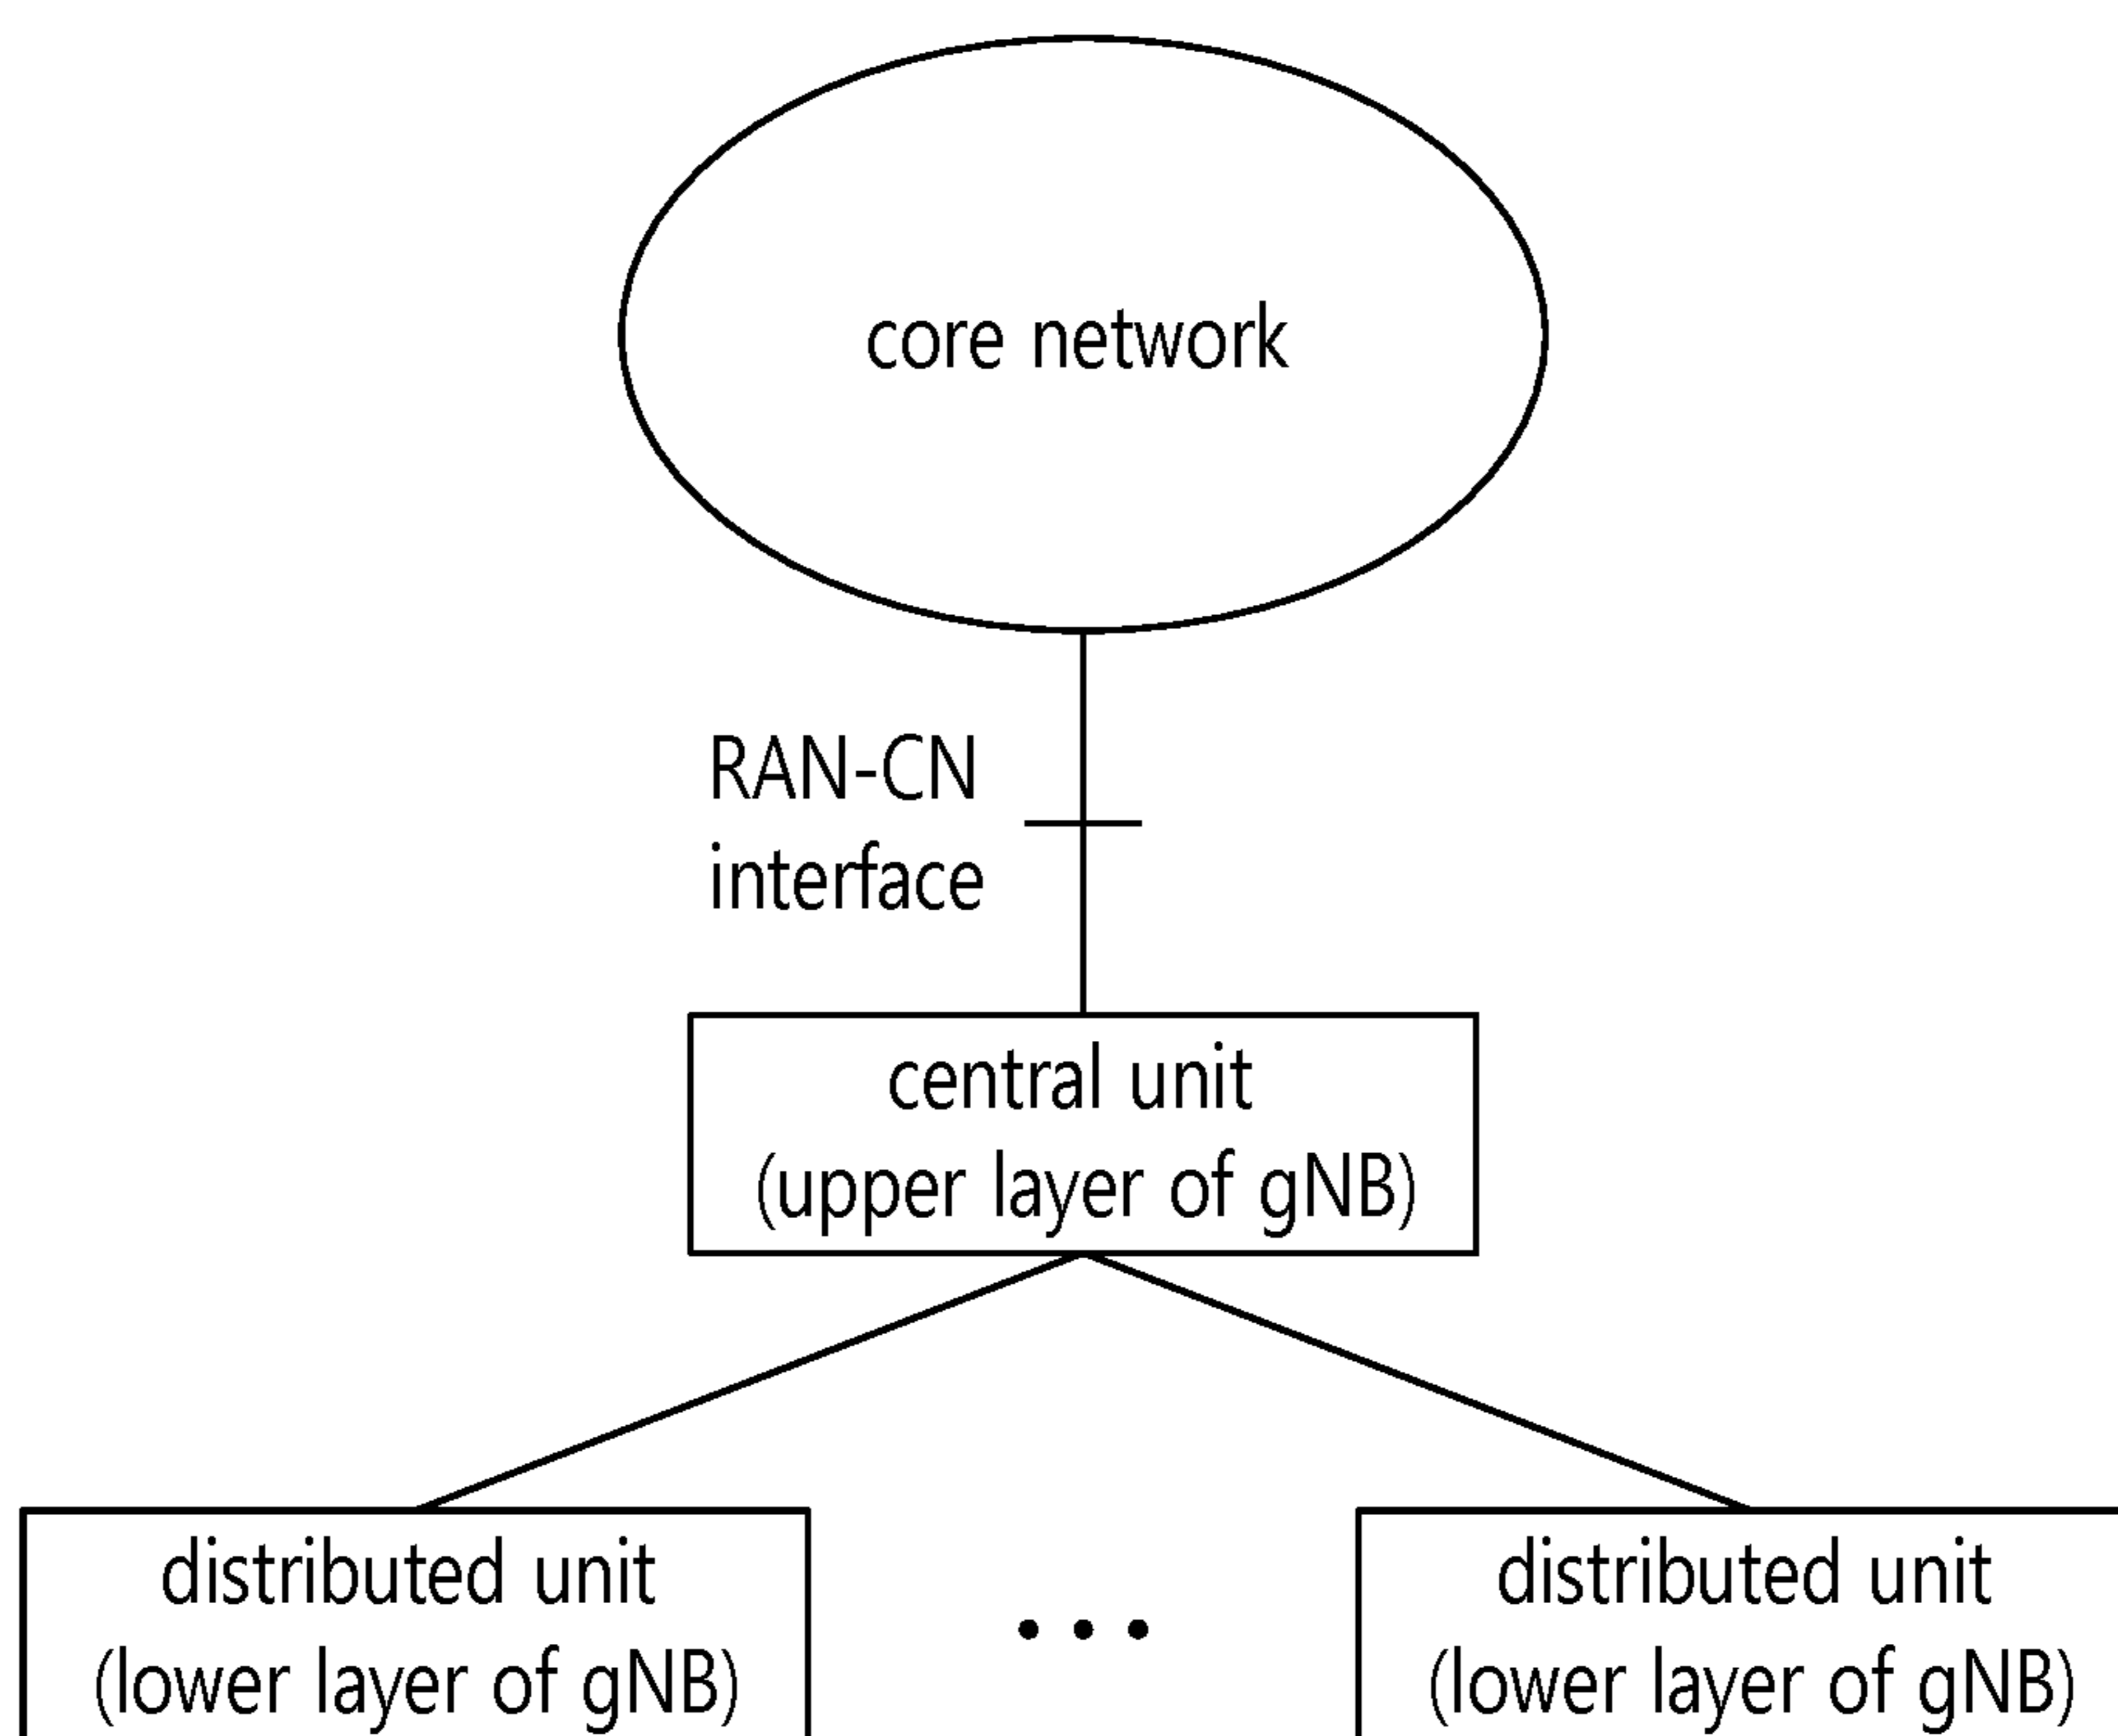 core network
RAN-CN
interface
central unit
(upper layer of gNB)
distributed unit
(lower layer of gNB)
• • •
distributed unit
(lower layer of gNB)